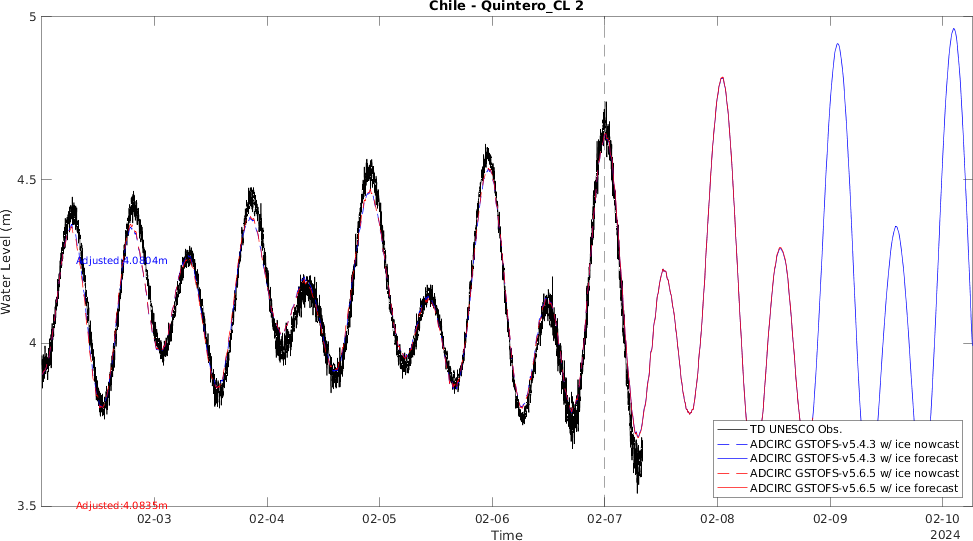 Chile - Quintero_CL 2
5
4.5
4
3.5
Water Level (m)
Adjusted:4.0804m
Adjusted:4.0835m
TD UNESCO Obs.
ADCIRC GSTOFS-v5.4.3 w/ ice nowcast
ADCIRC GSTOFS-v5.4.3 w/ ice forecast
ADCIRC GSTOFS-v5.6.5 w/ ice nowcast
ADCIRC GSTOFS-v5.6.5 w/ ice forecast
02-03 02-04 02-05 02-06 02-07 02-08 02-09 02-10
Time
2024